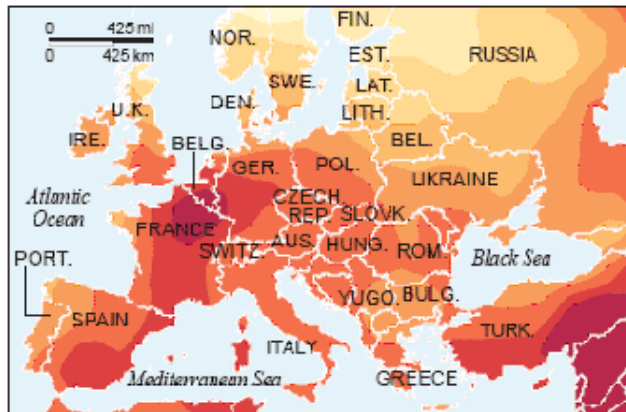 0 425 mi
0 425 km
NOR.
FIN.
SWE.
EST.
RUSSIA
LAT.
LITH.
DEN.
U.K.
IRE.
BELG.
GER.
POL.
BEL.
UKRAINE
Atlantic
Ocean
CZECH.
REP.
SLOVK.
FRANCE
SWITZ.
AUS.
HUNG.
ROM.
Black Sea
PORT.
SPAIN
YUGO.
BULG.
ITALY
TURK.
Mediterranean Sea
GREECE